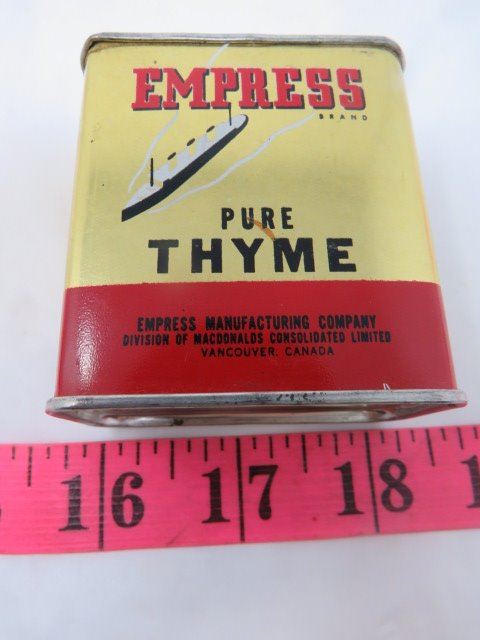 EMPRESS
BRAND
PURE
THYME
EMPRESS MANUFACTURING COMPANY
DIVISION OF MACDONALDS CONSOLIDATED LIMITED
VANCOUVER, CANADA
16 17 18